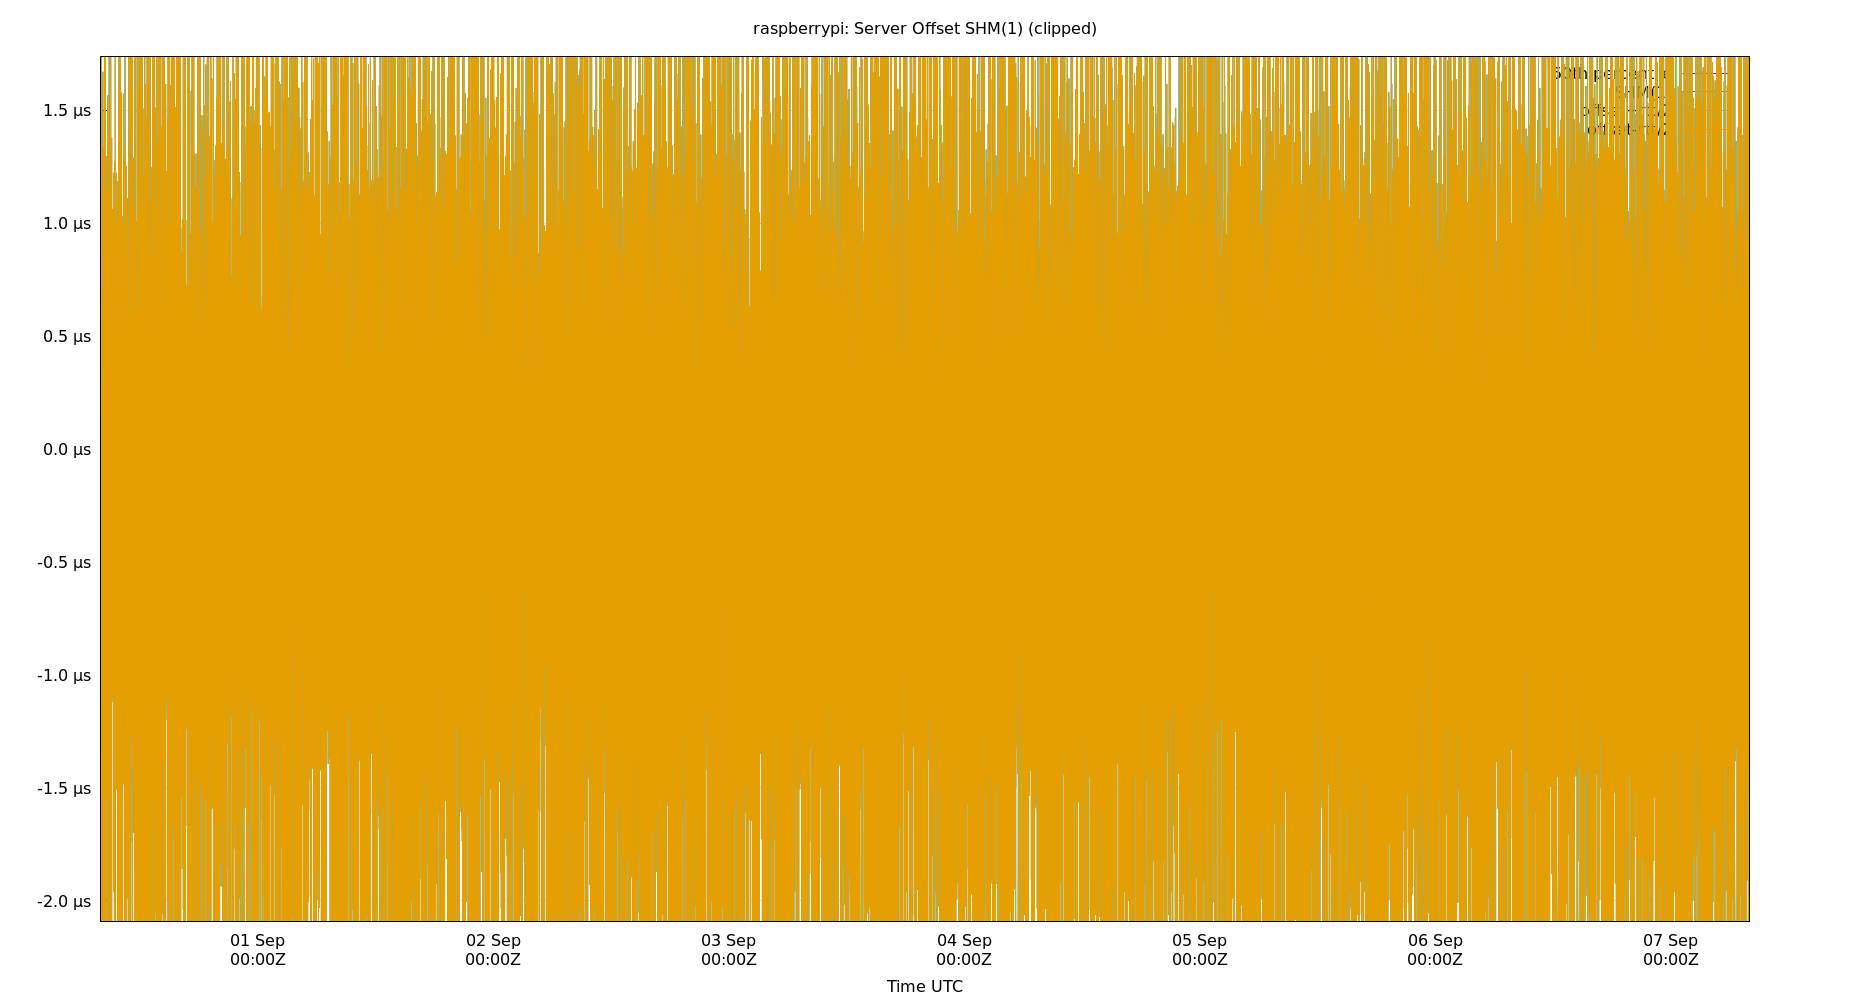 raspberrypi: Server Offset SHM(1) (clipped)
1.5 µs
1.0 µs
0.5 µs
0.0 µs
-0.5 µs
-1.0 µs
-1.5 µs
-2.0 µs
01 Sep 02 Sep 03 Sep 04 Sep 05 Sep 06 Sep 07 Sep
00:00Z 00:00Z 00:00Z 00:00Z 00:00Z 00:00Z 00:00Z
Time UTC